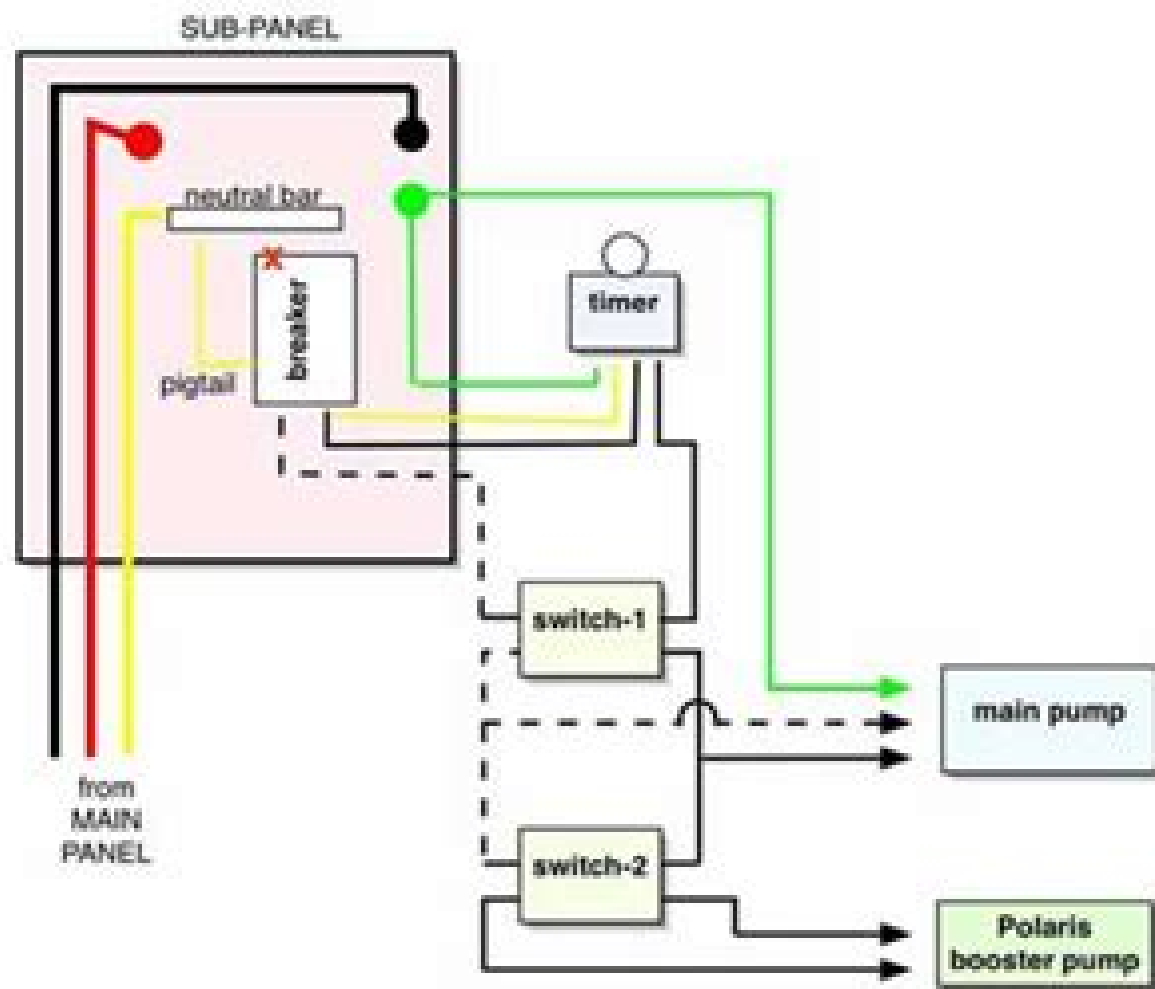 SUB-PANEL
neutral bar
breaker
pigtail
timer
switch-1
main pump
from
MAIN
PANEL
switch-2
Polaris
booster pump